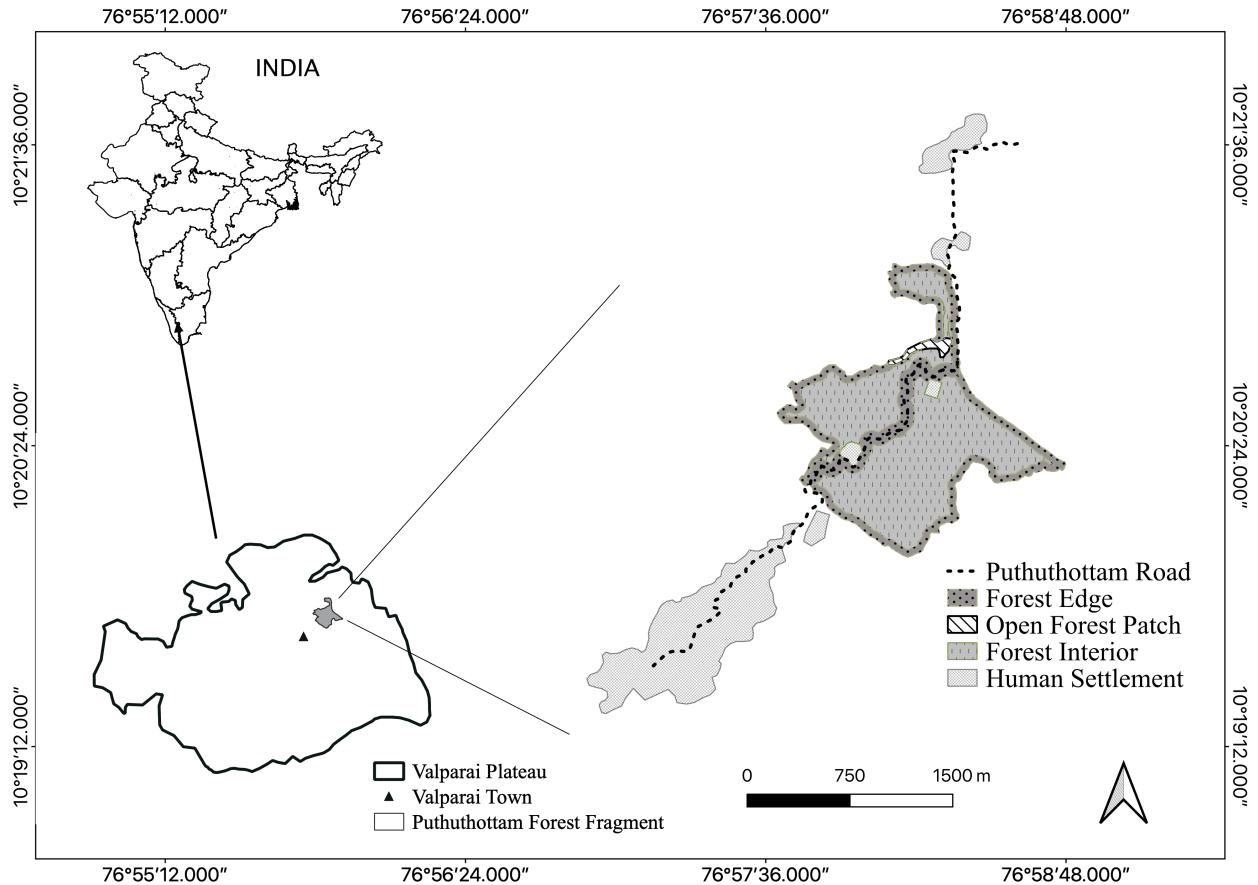 76°55′12.000″ 76°56′24.000″ 76°57′36.000″ 76°58′48.000″
INDIA
10°21′36.000″
10°20′24.000″
10°19′12.000″
10°21′36.000″
10°20′24.000″
10°19′12.000″
Puthuthottam Road
Forest Edge
Open Forest Patch
Forest Interior
Human Settlement
Valparai Plateau
Valparai Town
Puthuthottam Forest Fragment
0 750 1500 m
76°55′12.000″ 76°56′24.000″ 76°57′36.000″ 76°58′48.000″